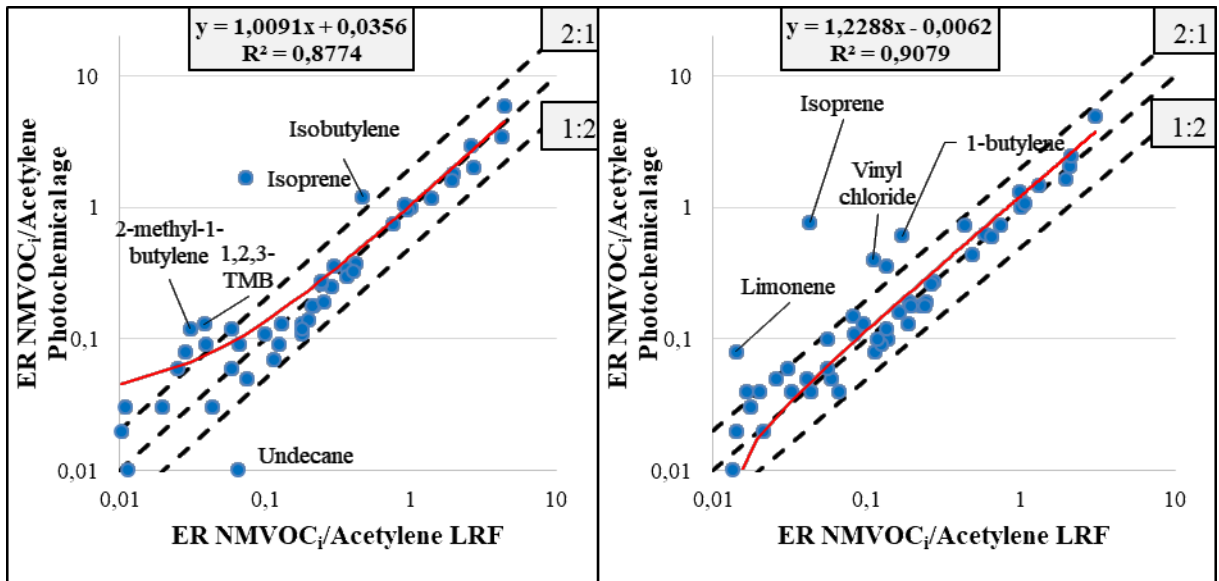 y = 1,0091x + 0,0356
R² = 0,8774
2:1
1:2
10
1
0,1
0,01
ER NMVOCi/Acetylene
Photochemical age
Isobutylene
Isoprene
2-methyl-1-
butylene
1,2,3-
TMB
Undecane
0,01
0,1
1
10
ER NMVOCi/Acetylene LRF
y = 1,2288x - 0,0062
R² = 0,9079
2:1
1:2
10
1
0,1
0,01
ER NMVOCi/Acetylene
Photochemical age
Isoprene
1-butylene
Vinyl
chloride
Limonene
0,01
0,1
1
10
ER NMVOCi/Acetylene LRF